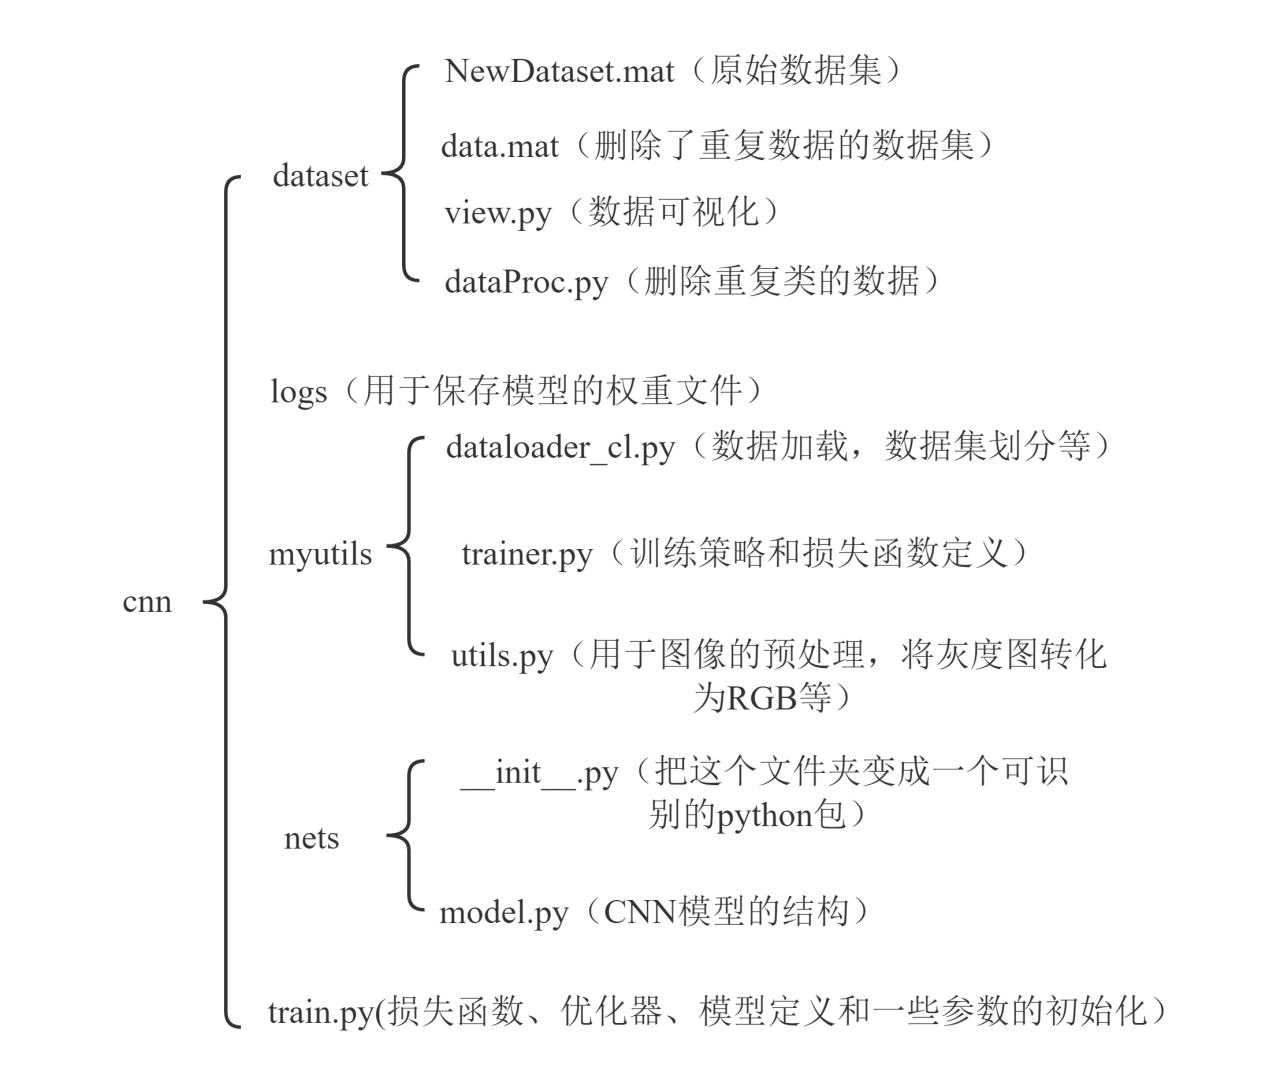 NewDataset.mat（原始数据集）
data.mat（删除了重复数据的数据集）
dataset
view.py（数据可视化）
dataProc.py（删除重复类的数据）
logs（用于保存模型的权重文件）
dataloader_cl.py（数据加载，数据集划分等）
myutils
trainer.py（训练策略和损失函数定义）
cnn
utils.py（用于图像的预处理，将灰度图转化
为RGB等）
__init__.py（把这个文件夹变成一个可识
别的python包）
nets
model.py（CNN模型的结构）
train.py(损失函数、优化器、模型定义和一些参数的初始化）